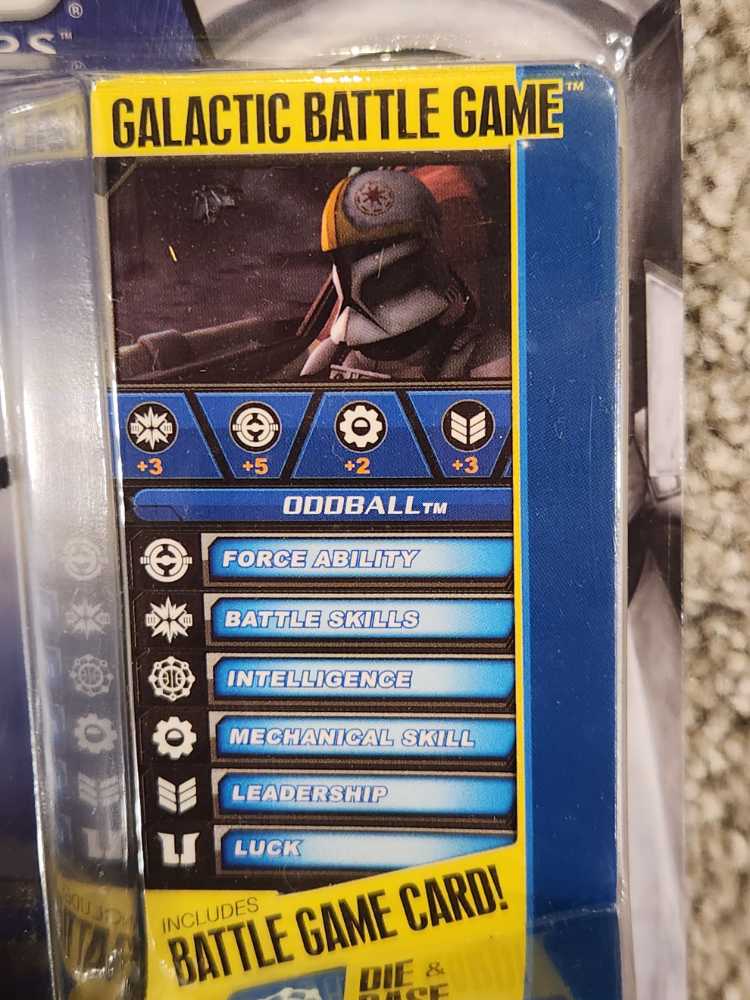 GALACTIC BATTLE GAME™
+3 +5 +2 +3
ODDBALL™
FORCE ABILITY
BATTLE SKILLS
INTELLIGENCE
MECHANICAL SKILL
LEADERSHIP
LUCK
INCLUDES
BATTLE GAME CARD!
DIE &
BASE